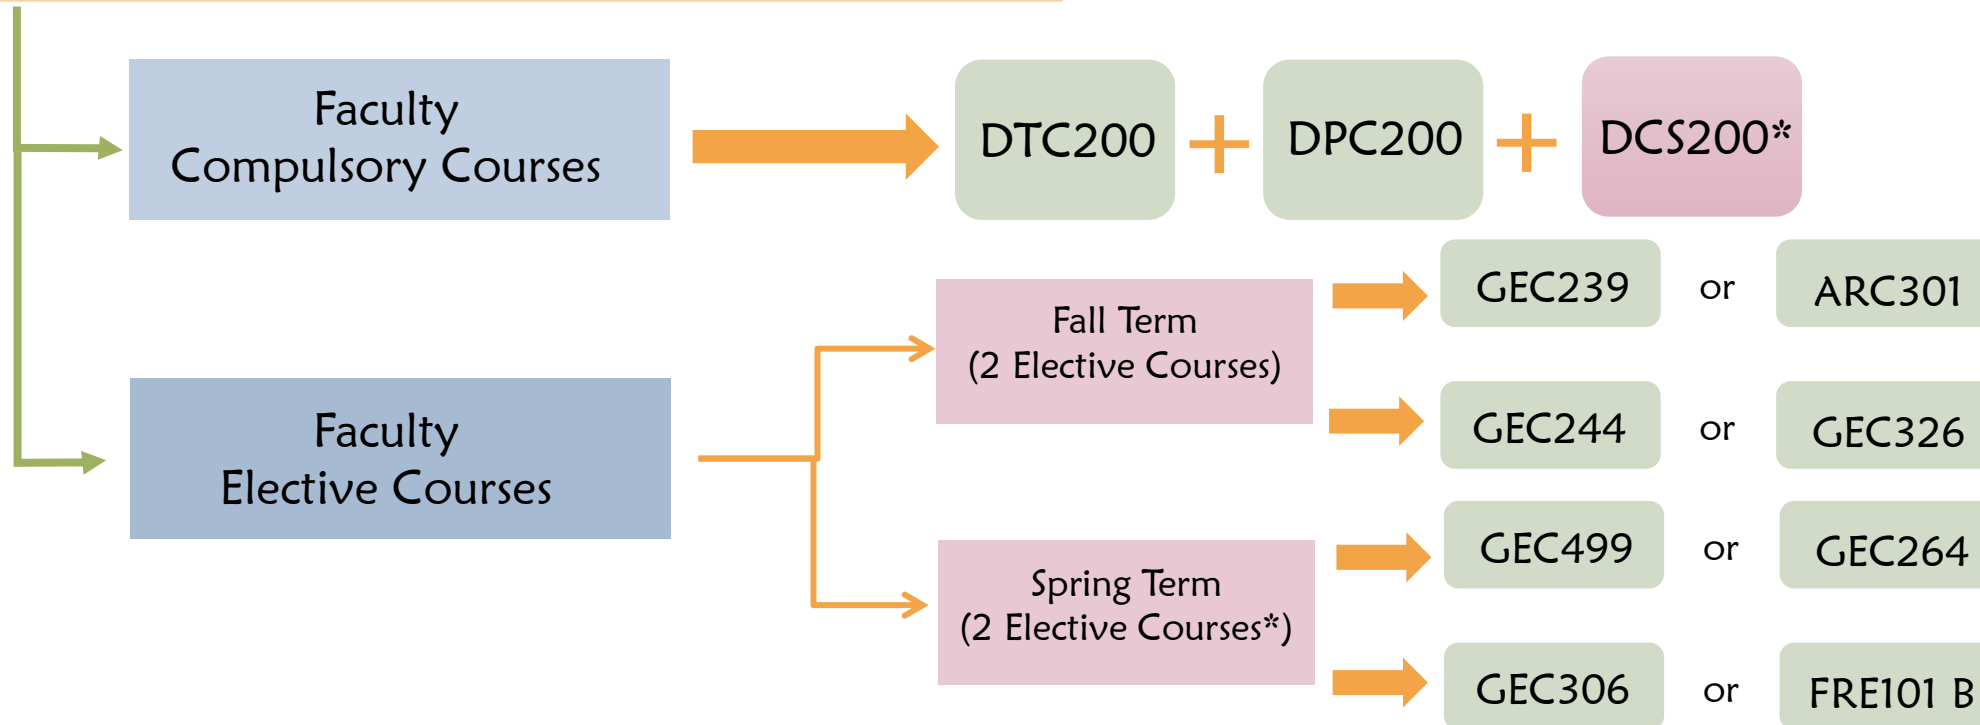 Faculty
Compulsory Courses
DTC200 + DPC200 + DCS200*
Faculty
Elective Courses
Fall Term
(2 Elective Courses)
GEC239 or ARC301
GEC244 or GEC326
Spring Term
(2 Elective Courses*)
GEC499 or GEC264
GEC306 or FRE101 B